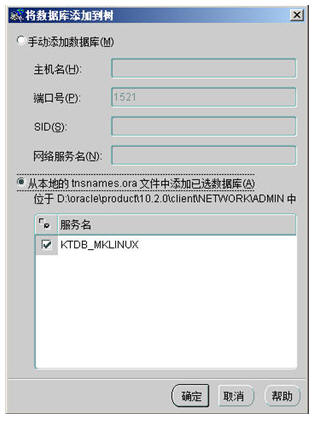 将数据库添加到树
手动添加数据库(M)
主机名(H):
端口号(P): 1521
SID(S):
网络服务名(N):
从本地的 tnsnames.ora 文件中添加已选数据库(A)
位于 D:\oracle\product\10.2.0\client\NETWORK\ADMIN 中
服务名
KTDB_MKLINUX
确定 取消 帮助